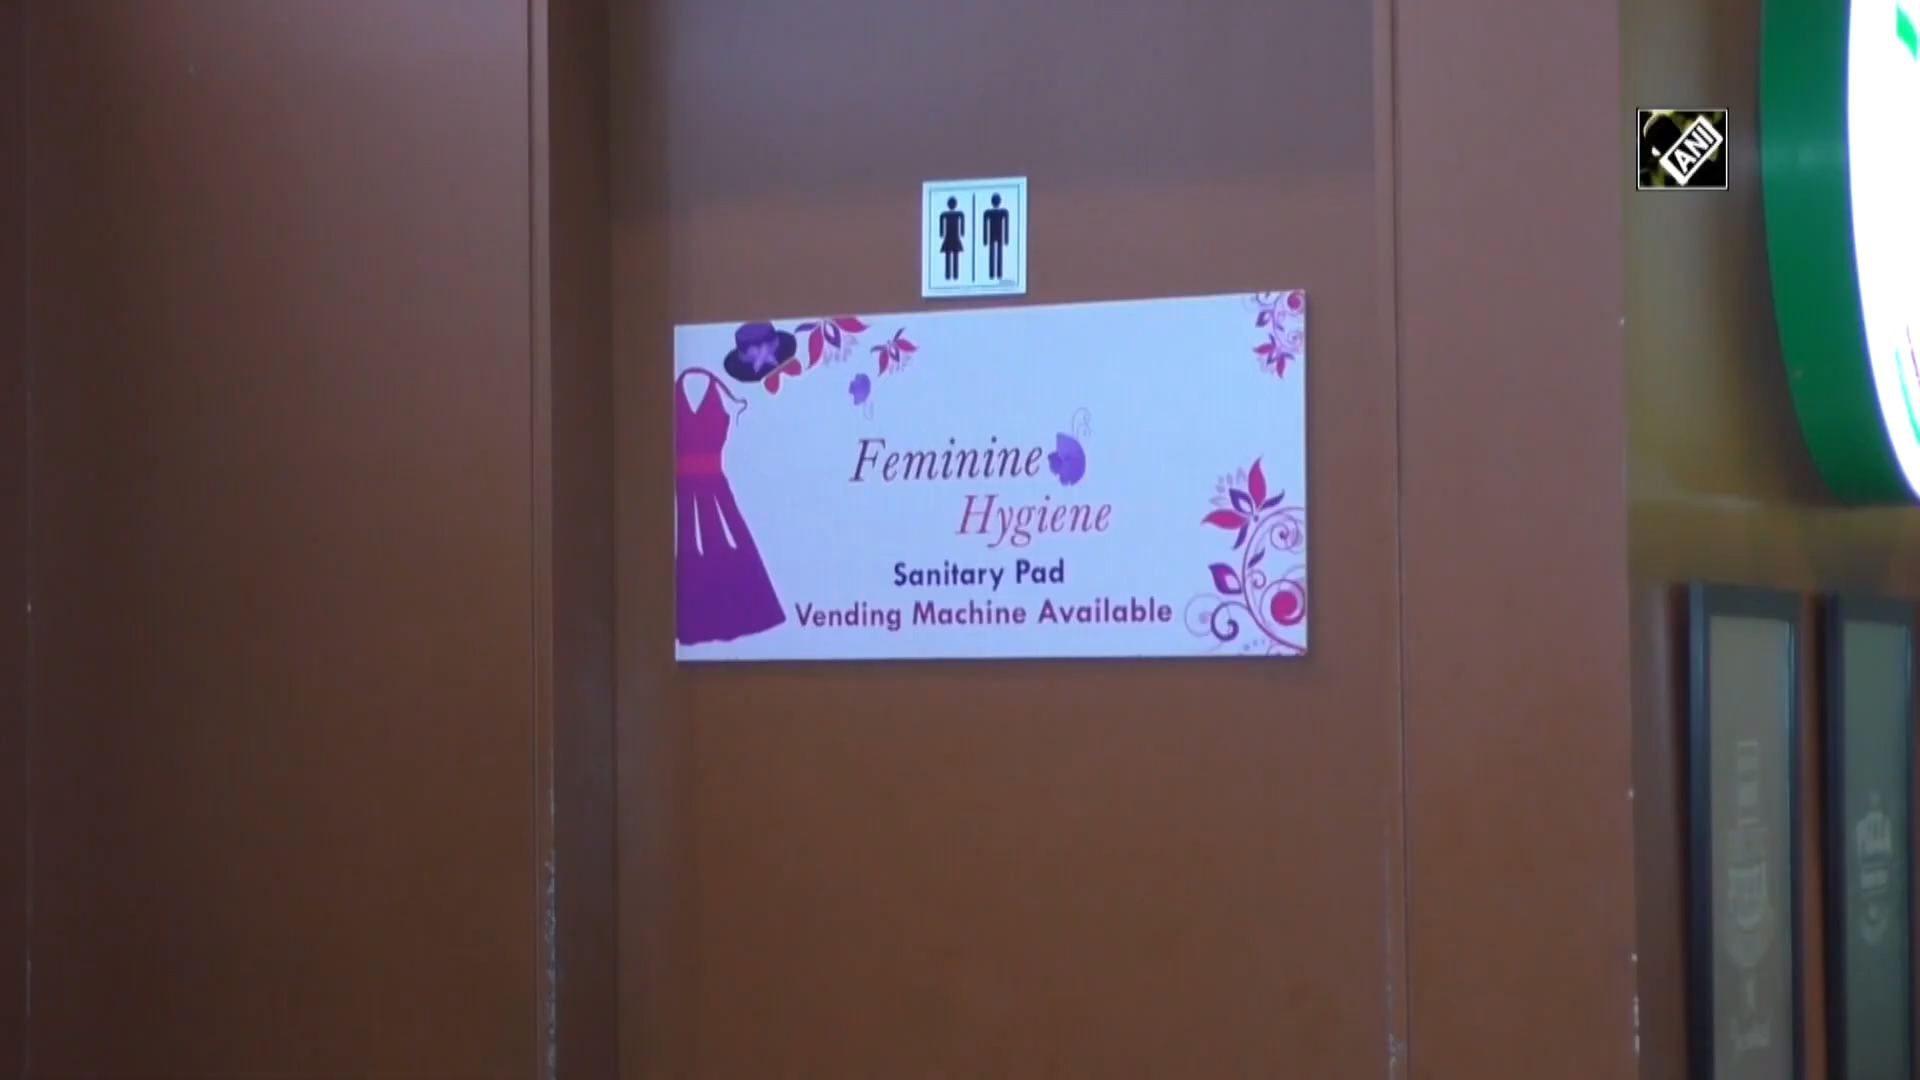 ANI
Feminine
Hygiene
Sanitary Pad
Vending Machine Available